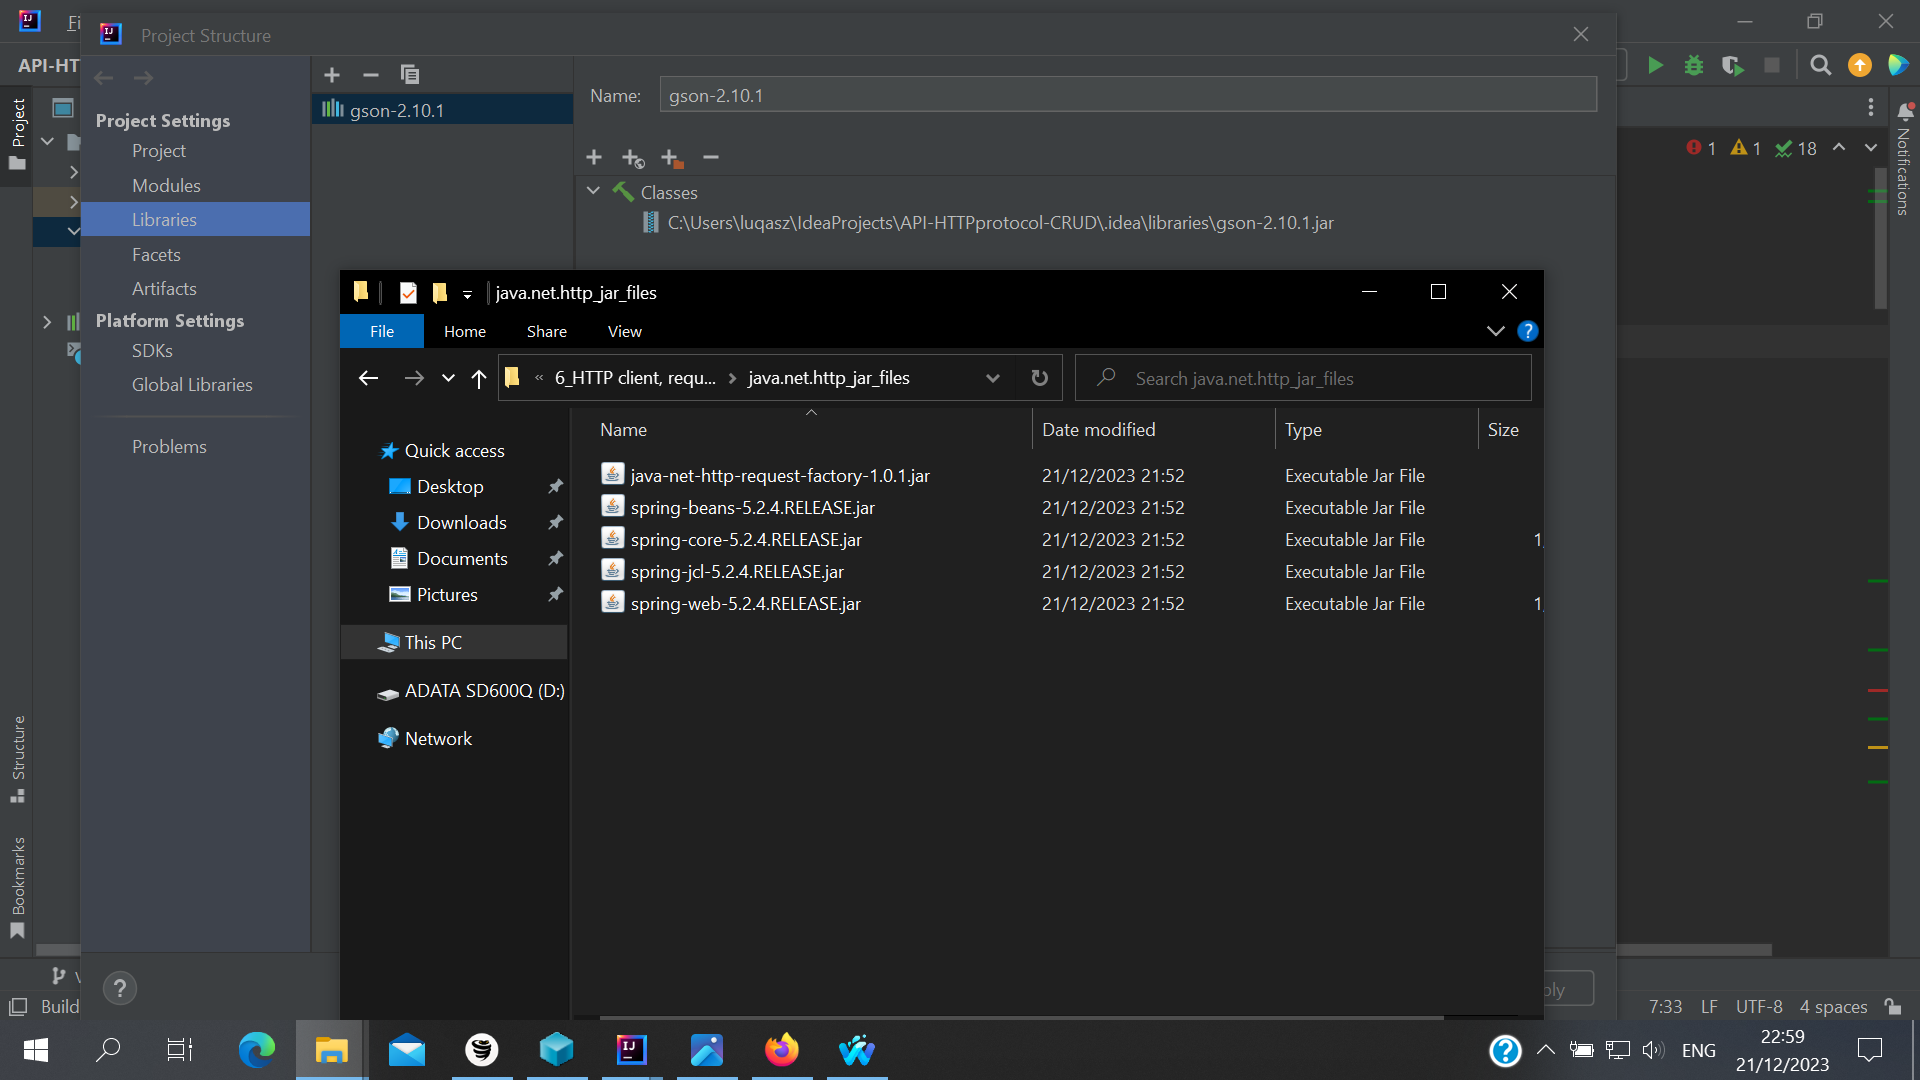 Fi
Project Structure
API-HT
Project
Project Settings
Project
Modules
Libraries
Facets
Artifacts
Platform Settings
SDKs
Global Libraries
Problems
gson-2.10.1
Name: gson-2.10.1
Classes
C:\Users\luqasz\IdeaProjects\API-HTTPprotocol-CRUD\.idea\libraries\gson-2.10.1.jar
1 1 18
Notifications
java.net.http_jar_files
File Home Share View
« 6_HTTP client, requ... > java.net.http_jar_files
Search java.net.http_jar_files
Quick access
Desktop
Downloads
Documents
Pictures
This PC
ADATA SD600Q (D:)
Network
Name Date modified Type Size
java-net-http-request-factory-1.0.1.jar 21/12/2023 21:52 Executable Jar File
spring-beans-5.2.4.RELEASE.jar 21/12/2023 21:52 Executable Jar File
spring-core-5.2.4.RELEASE.jar 21/12/2023 21:52 Executable Jar File 1,
spring-jcl-5.2.4.RELEASE.jar 21/12/2023 21:52 Executable Jar File
spring-web-5.2.4.RELEASE.jar 21/12/2023 21:52 Executable Jar File 1,
Structure
Bookmarks
?
ply
Build
7:33 LF UTF-8 4 spaces
ENG
22:59
21/12/2023